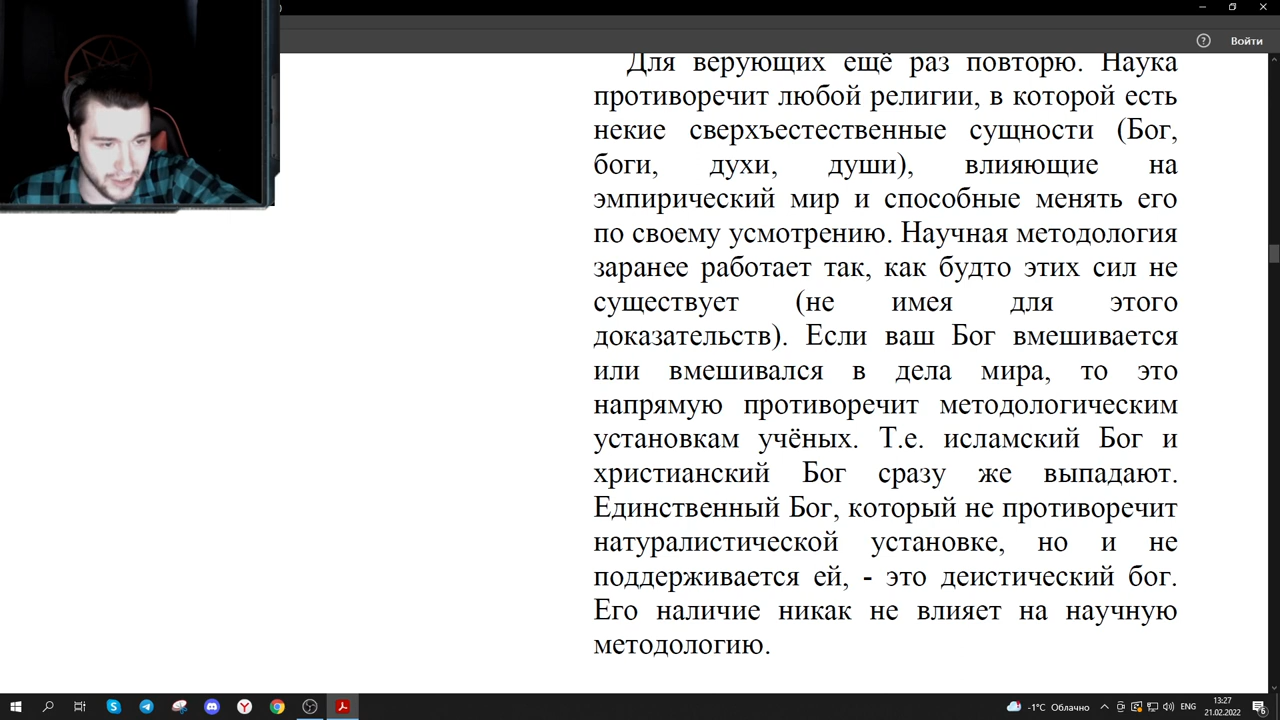 Войти
Для верующих ещё раз повторю. Наука
противоречит любой религии, в которой есть
некие сверхъестественные сущности (Бог,
боги, духи, души), влияющие на
эмпирический мир и способные менять его
по своему усмотрению. Научная методология
заранее работает так, как будто этих сил не
существует (не имея для этого
доказательств). Если ваш Бог вмешивается
или вмешивался в дела мира, то это
напрямую противоречит методологическим
установкам учёных. Т.е. исламский Бог и
христианский Бог сразу же выпадают.
Единственный Бог, который не противоречит
натуралистической установке, но и не
поддерживается ей, - это деистический бог.
Его наличие никак не влияет на научную
методологию.
-1°C Облачно
ENG
13:27
21.02.2022